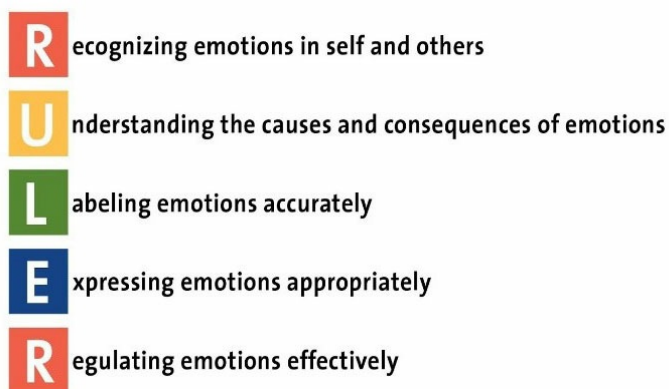 Recognizing emotions in self and others
Understanding the causes and consequences of emotions
Labeling emotions accurately
Expressing emotions appropriately
Regulating emotions effectively